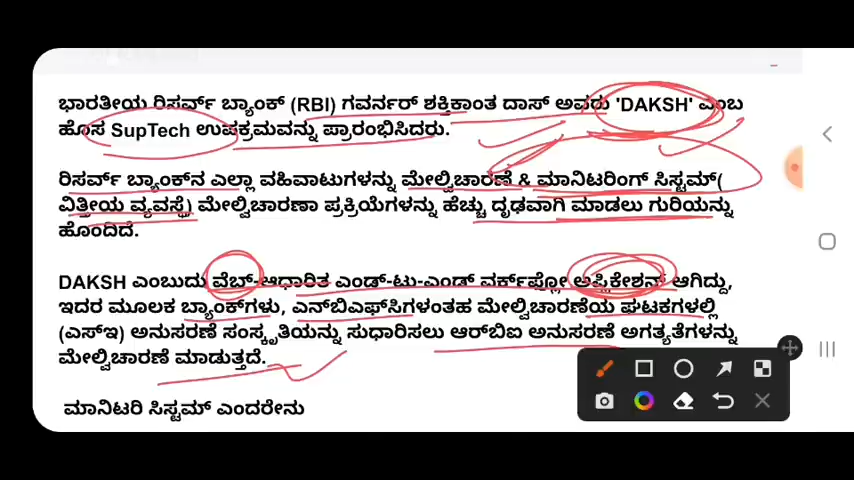 ಭಾರತೀಯ ರಿಸರ್ವ್ ಬ್ಯಾಂಕ್ (RBI) ಗವರ್ನರ್ ಶಕ್ತಿಕಾಂತ ದಾಸ್ ಅವರು 'DAKSH' ಎಂಬ
ಹೊಸ SupTech ಉಪಕ್ರಮವನ್ನು ಪ್ರಾರಂಭಿಸಿದರು.
ರಿಸರ್ವ್ ಬ್ಯಾಂಕ್‌ನ ಎಲ್ಲಾ ವಹಿವಾಟುಗಳನ್ನು ಮೇಲ್ವಿಚಾರಣೆ & ಮಾನಿಟರಿಂಗ್ ಸಿಸ್ಟಮ್(
ವಿತ್ತೀಯ ವ್ಯವಸ್ಥೆ) ಮೇಲ್ವಿಚಾರಣಾ ಪ್ರಕ್ರಿಯೆಗಳನ್ನು ಹೆಚ್ಚು ದೃಢವಾಗಿ ಮಾಡಲು ಗುರಿಯನ್ನು
ಹೊಂದಿದೆ.
DAKSH ಎಂಬುದು ವೆಬ್-ಆಧಾರಿತ ಎಂಡ್-ಟು-ಎಂಡ್ ವರ್ಕ್‌ಫ್ಲೋ ಅಪ್ಲಿಕೇಶನ್ ಆಗಿದ್ದು,
ಇದರ ಮೂಲಕ ಬ್ಯಾಂಕ್‌ಗಳು, ಎನ್‌ಬಿಎಫ್‌ಸಿಗಳಂತಹ ಮೇಲ್ವಿಚಾರಣೆಯ ಘಟಕಗಳಲ್ಲಿ
(ಎಸ್ಇ) ಅನುಸರಣೆ ಸಂಸ್ಕೃತಿಯನ್ನು ಸುಧಾರಿಸಲು ಆರ್‌ಬಿಐ ಅನುಸರಣೆ ಅಗತ್ಯತೆಗಳನ್ನು
ಮೇಲ್ವಿಚಾರಣೆ ಮಾಡುತ್ತದೆ.
ಮಾನಿಟರಿ ಸಿಸ್ಟಮ್ ಎಂದರೇನು